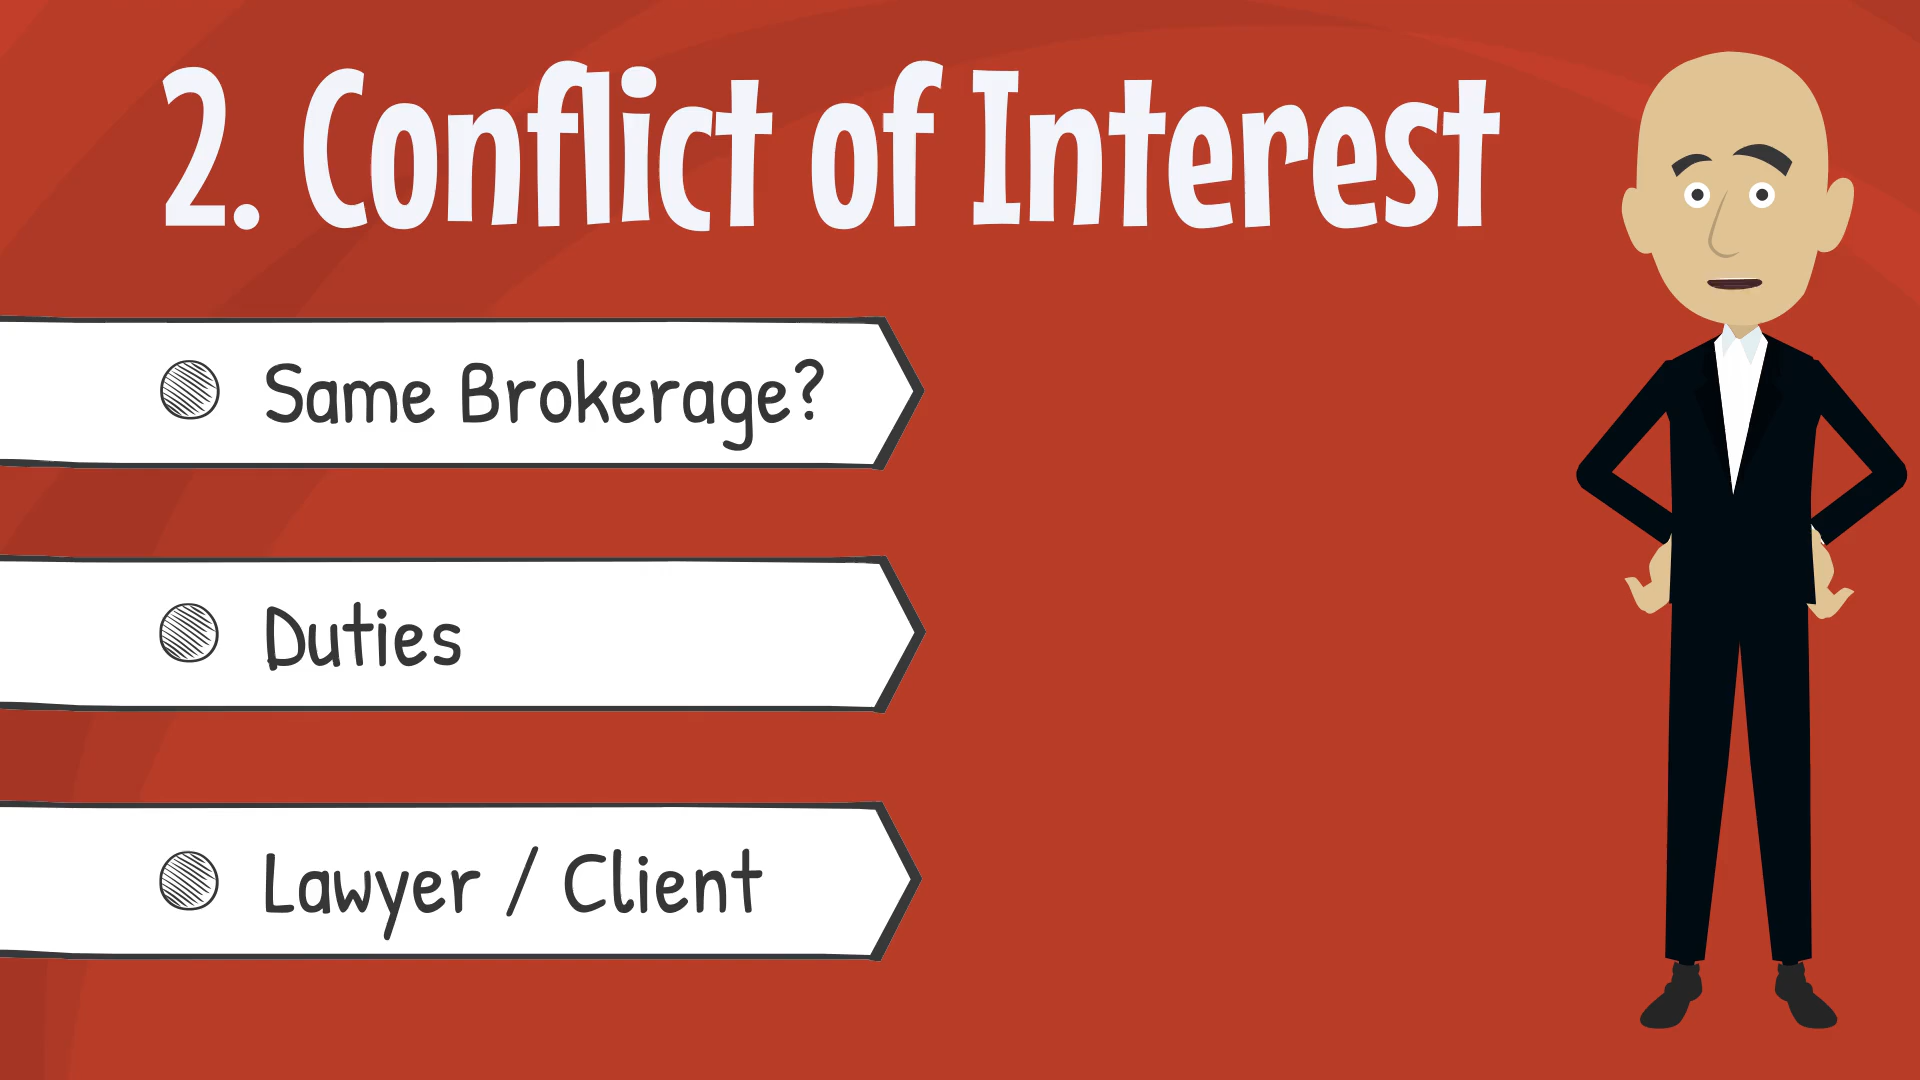 2. Conflict of Interest
Same Brokerage?
Duties
Lawyer / Client